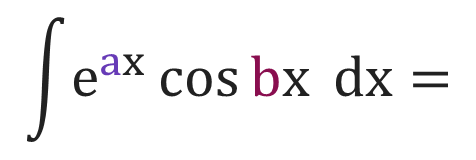 ∫ e^{ax} cos bx dx =